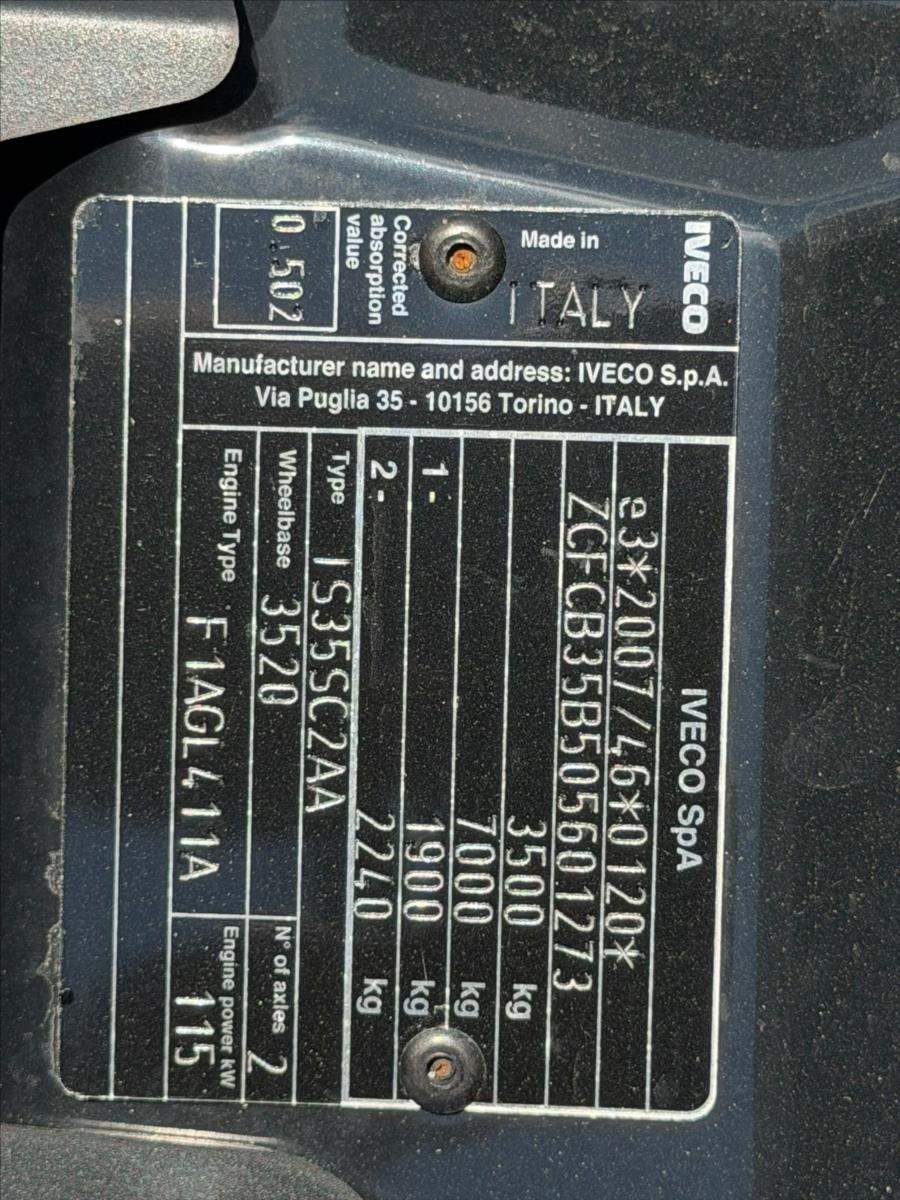 IVECO
Made in
ITALY
Corrected
absorption
value
0.502
Manufacturer name and address: IVECO S.p.A.
Via Puglia 35 - 10156 Torino - ITALY
IVECO SpA
e3*2007/46*0120*
ZCFCB35B505601273
3500 kg
7000 kg
1- 1900 kg
2- 2240 kg
Type IS35SC2AA
Wheelbase 3520 N° of axles 2
Engine Type F1AGL411A Engine power kW 115